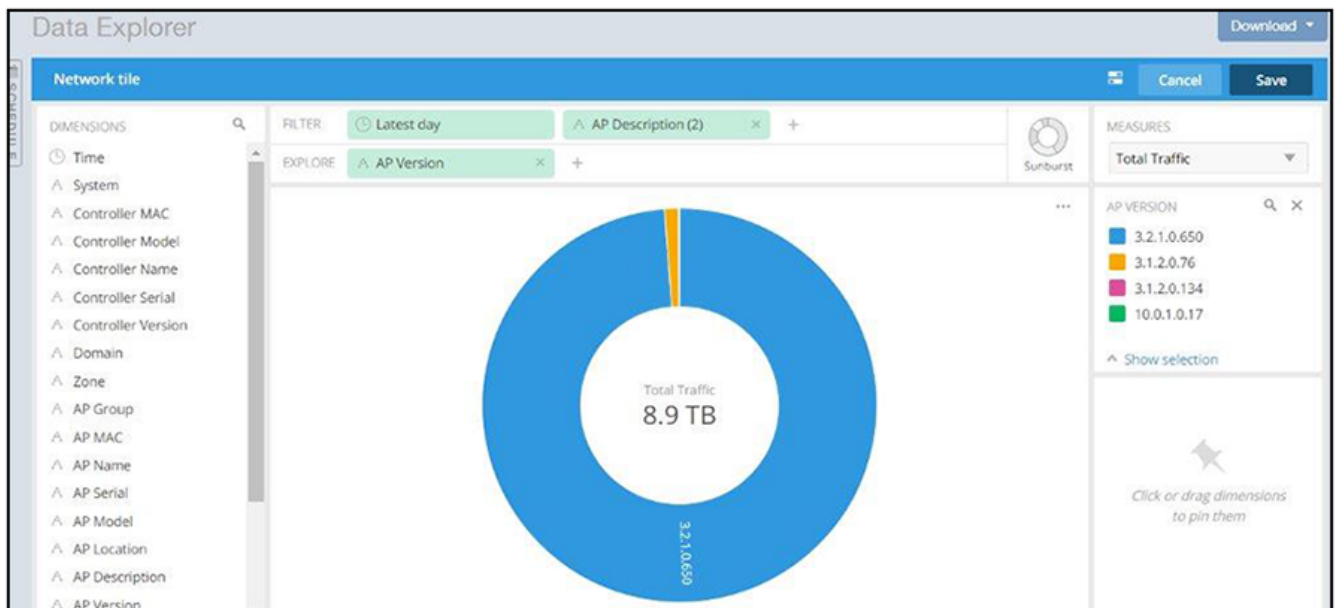 Data Explorer
Download
SCHEDULE
Network tile
Cancel
Save
DIMENSIONS
Time
System
Controller MAC
Controller Model
Controller Name
Controller Serial
Controller Version
Domain
Zone
AP Group
AP MAC
AP Name
AP Serial
AP Model
AP Location
AP Description
AP Version
FILTER
Latest day
AP Description (2)
EXPLORE
AP Version
Sunburst
Total Traffic
8.9 TB
3.2.1.0.650
MEASURES
Total Traffic
AP VERSION
3.2.1.0.650
3.1.2.0.76
3.1.2.0.134
10.0.1.0.17
Show selection
Click or drag dimensions
to pin them